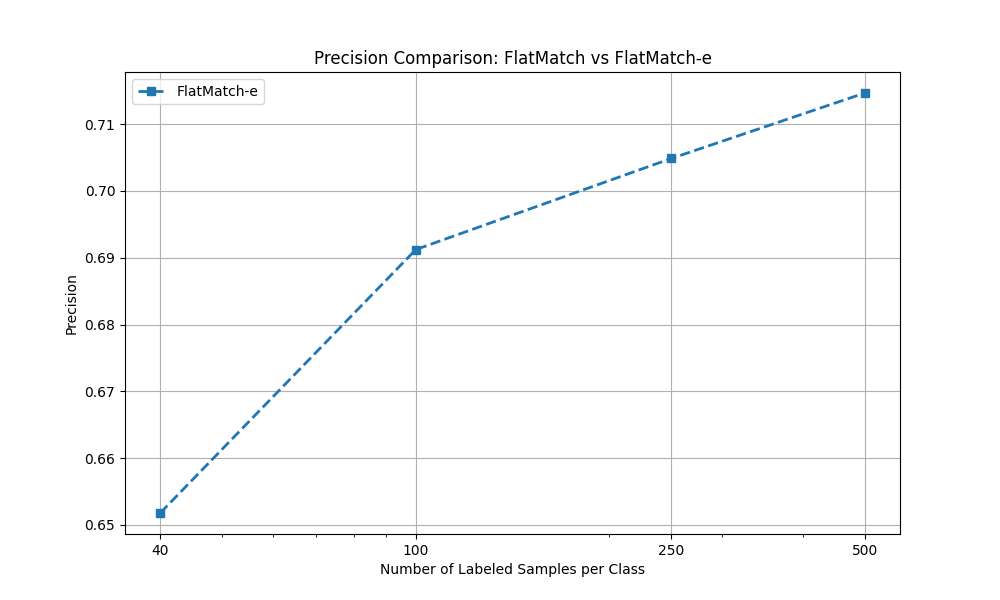 Precision Comparison: FlatMatch vs FlatMatch-e
FlatMatch-e
0.71
0.70
0.69
0.68
0.67
0.66
0.65
Precision
40 100 250 500
Number of Labeled Samples per Class